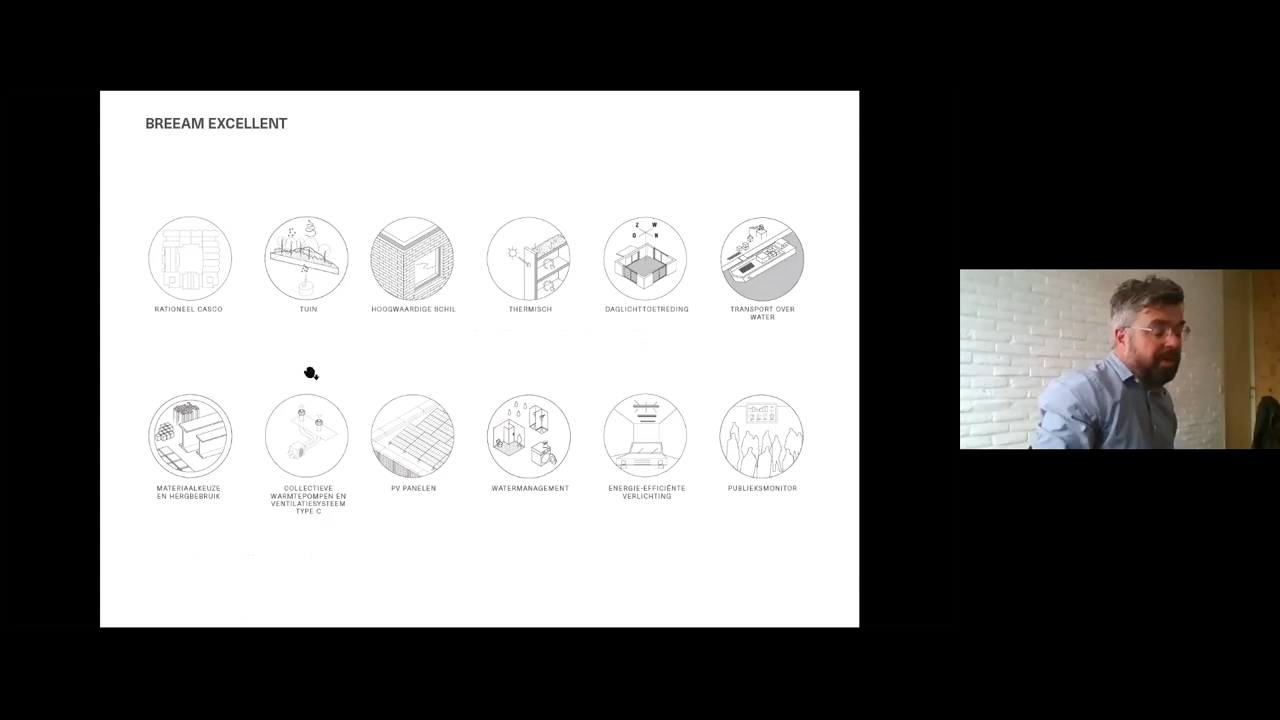 BREEAM EXCELLENT
Z W
O N
RATIONEEL CASCO
TUIN
HOOGWAARDIGE SCHIL
THERMISCH
DAGLICHTTOETREDING
TRANSPORT OVER
WATER
MATERIAALKEUZE
EN HERGBEBRUIK
COLLECTIEVE
WARMTEPOMPEN EN
VENTILATIESYSTEEM
TYPE C
PV PANELEN
WATERMANAGEMENT
ENERGIE-EFFICIËNTE
VERLICHTING
PUBLIEKSMONITOR